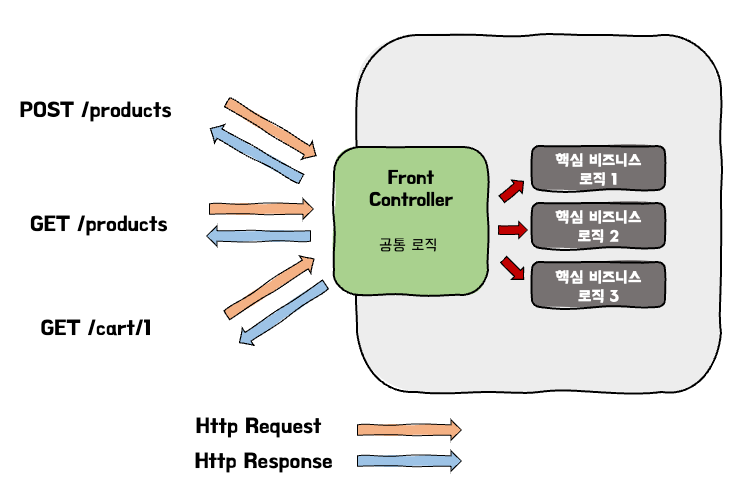 POST /products
GET /products
GET /cart/1
Front
Controller
공통 로직
핵심 비즈니스
로직 1
핵심 비즈니스
로직 2
핵심 비즈니스
로직 3
Http Request
Http Response